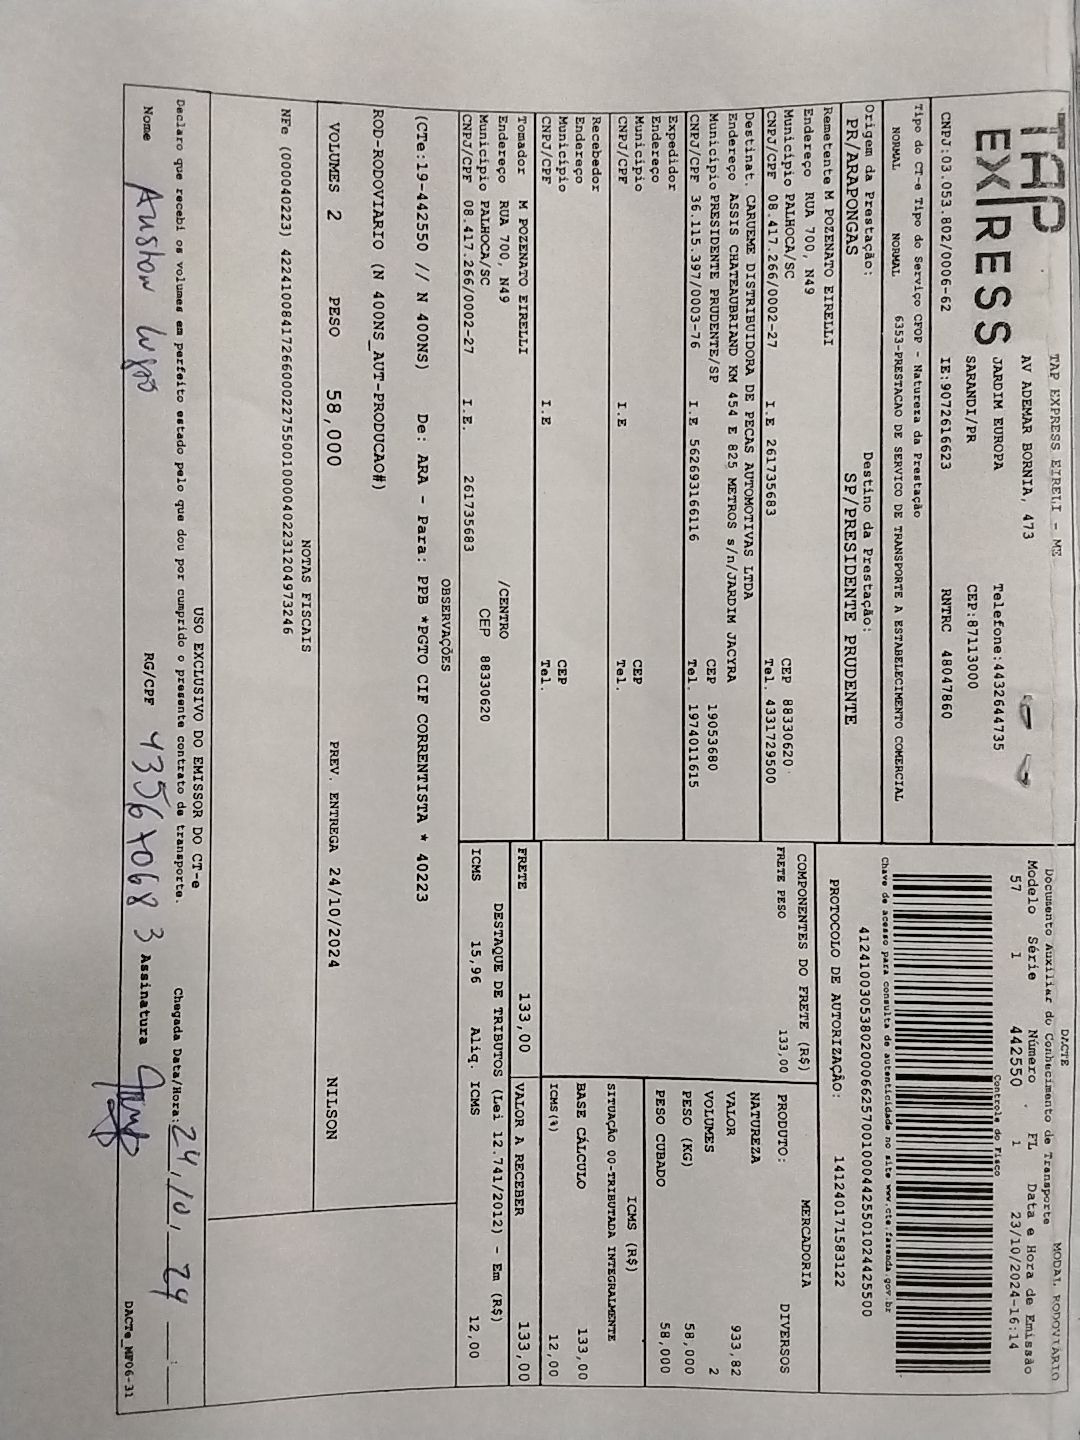 TAP EXPRESS
TAP EXPRESS EIRELI - ME
AV ADEMAR BORNIA, 473
JARDIM EUROPA Telefone:4432644735
SARANDI/PR CEP:87113000
CNPJ:03.053.802/0006-62 IE:9072616623 RNTRC 48047860
Tipo do CT-e Tipo do Serviço CFOP - Natureza da Prestação
NORMAL NORMAL 6353-PRESTACAO DE SERVICO DE TRANSPORTE A ESTABELECIMENTO COMERCIAL
Origem da Prestação: Destino da Prestação:
PR/ARAPONGAS SP/PRESIDENTE PRUDENTE
DACTE MODAL RODOVIÁRIO
Documento Auxiliar do Conhecimento de Transporte
Modelo Série Número FL Data e Hora de Emissão
57 1 442550 1 23/10/2024-16:14
Controle do Fisco
Chave de acesso para consulta de autenticidade no site www.cte.fazenda.gov.br
41241003053802000662570010004425501024425500
PROTOCOLO DE AUTORIZAÇÃO: 141240171583122
Remetente M POZENATO EIRELLI
Endereço RUA 700, N49
Município PALHOCA/SC CEP 88330620
CNPJ/CPF 08.417.266/0002-27 I.E 261735683 Tel. 4331729500
Destinat. CARUEME DISTRIBUIDORA DE PECAS AUTOMOTIVAS LTDA
Endereço ASSIS CHATEAUBRIAND KM 454 E 825 METROS s/n/JARDIM JACYRA
Município PRESIDENTE PRUDENTE/SP CEP 19053680
CNPJ/CPF 36.115.397/0003-76 I.E 562693166116 Tel. 1974011615
Expedidor
Endereço
Município CEP
CNPJ/CPF I.E Tel.
Recebedor
Endereço
Município CEP
CNPJ/CPF I.E Tel.
Tomador M POZENATO EIRELLI
Endereço RUA 700, N49 /CENTRO
Município PALHOCA/SC CEP 88330620
CNPJ/CPF 08.417.266/0002-27 I.E. 261735683
COMPONENTES DO FRETE (R$)
FRETE PESO 133,00
PRODUTO: MERCADORIA DIVERSOS
NATUREZA
VALOR 933,82
VOLUMES 2
PESO (KG) 58,000
PESO CUBADO 58,000
ICMS (R$)
SITUAÇÃO 00-TRIBUTADA INTEGRALMENTE
BASE CÁLCULO 133,00
ICMS(%) 12,00
FRETE 133,00 VALOR A RECEBER 133,00
DESTAQUE DE TRIBUTOS (Lei 12.741/2012) - Em (R$)
ICMS 15,96 Aliq. ICMS 12,00
OBSERVAÇÕES
(CTe:19-442550 // N 400NS) De: ARA - Para: PPB *PGTO CIF CORRENTISTA * 40223
ROD-RODOVIARIO (N 400NS_AUT-PRODUCAO#)
VOLUMES 2 PESO 58,000 PREV. ENTREGA 24/10/2024 NILSON
NOTAS FISCAIS
NFe (000040223) 42241008417266000227550010000402231204973246
USO EXCLUSIVO DO EMISSOR DO CT-e
Declaro que recebi os volumes em perfeito estado pelo que dou por cumprido o presente contrato de transporte. Chegada Data/Hora: 24/10/24
Nome RG/CPF Assinatura
DACTe_MF06-31